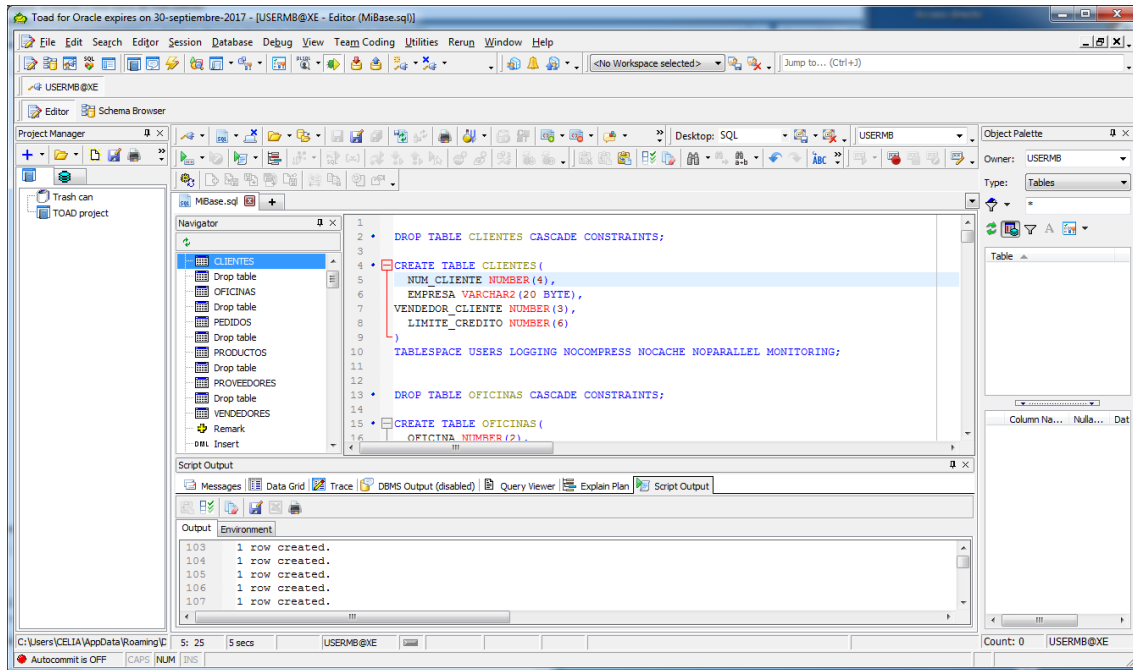 Toad for Oracle expires on 30-septiembre-2017 - [USERMB@XE - Editor (MiBase.sql)]
File Edit Search Editor Session Database Debug View Team Coding Utilities Rerun Window Help
<No Workspace selected> Jump to... (Ctrl+J)
USERMB@XE
Editor Schema Browser
Project Manager
Desktop: SQL USERMB
Object Palette
Owner: USERMB
Type: Tables
*
Trash can
TOAD project
MiBase.sql
Navigator
CLIENTES
Drop table
OFICINAS
Drop table
PEDIDOS
Drop table
PRODUCTOS
Drop table
PROVEEDORES
Drop table
VENDEDORES
Remark
DML Insert
1
2 DROP TABLE CLIENTES CASCADE CONSTRAINTS;
3
4 CREATE TABLE CLIENTES(
5 NUM_CLIENTE NUMBER(4),
6 EMPRESA VARCHAR2(20 BYTE),
7 VENDEDOR_CLIENTE NUMBER(3),
8 LIMITE_CREDITO NUMBER(6)
9 )
10 TABLESPACE USERS LOGGING NOCOMPRESS NOCACHE NOPARALLEL MONITORING;
11
12
13 DROP TABLE OFICINAS CASCADE CONSTRAINTS;
14
15 CREATE TABLE OFICINAS(
16 OFICINA NUMBER(2),
Table
Column Na... Nulla... Dat
Script Output
Messages Data Grid Trace DBMS Output (disabled) Query Viewer Explain Plan Script Output
Output Environment
103 1 row created.
104 1 row created.
105 1 row created.
106 1 row created.
107 1 row created.
C:\Users\CELIA\AppData\Roaming\ 5: 25 5 secs USERMB@XE Count: 0 USERMB
Autocommit is OFF CAPS NUM INS